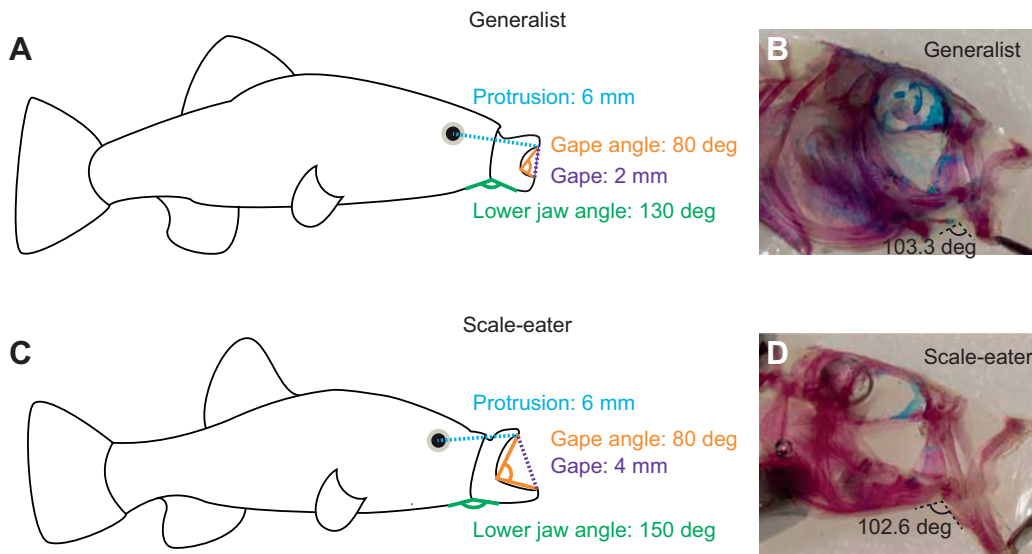 Generalist
A
Protrusion: 6 mm
Gape angle: 80 deg
Gape: 2 mm
Lower jaw angle: 130 deg
B
Generalist
103.3 deg
Scale-eater
C
Protrusion: 6 mm
Gape angle: 80 deg
Gape: 4 mm
Lower jaw angle: 150 deg
D
Scale-eater
102.6 deg